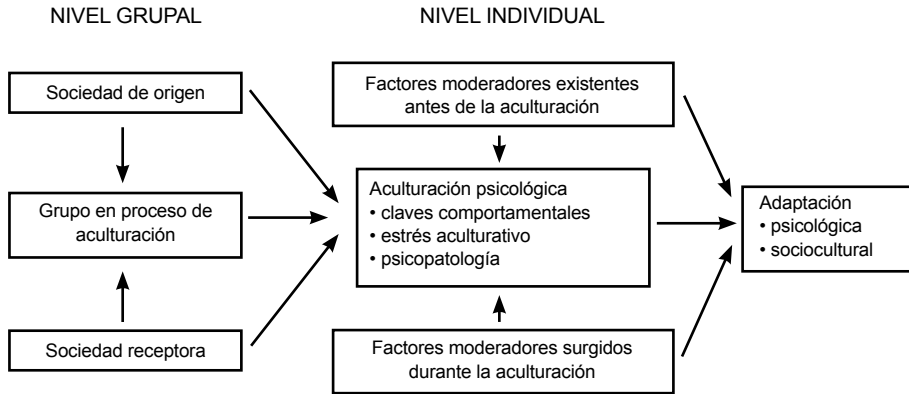 NIVEL GRUPAL
NIVEL INDIVIDUAL
Sociedad de origen
Grupo en proceso de
aculturación
Sociedad receptora
Factores moderadores existentes
antes de la aculturación
Aculturación psicológica
• claves comportamentales
• estrés aculturativo
• psicopatología
Factores moderadores surgidos
durante la aculturación
Adaptación
• psicológica
• sociocultural